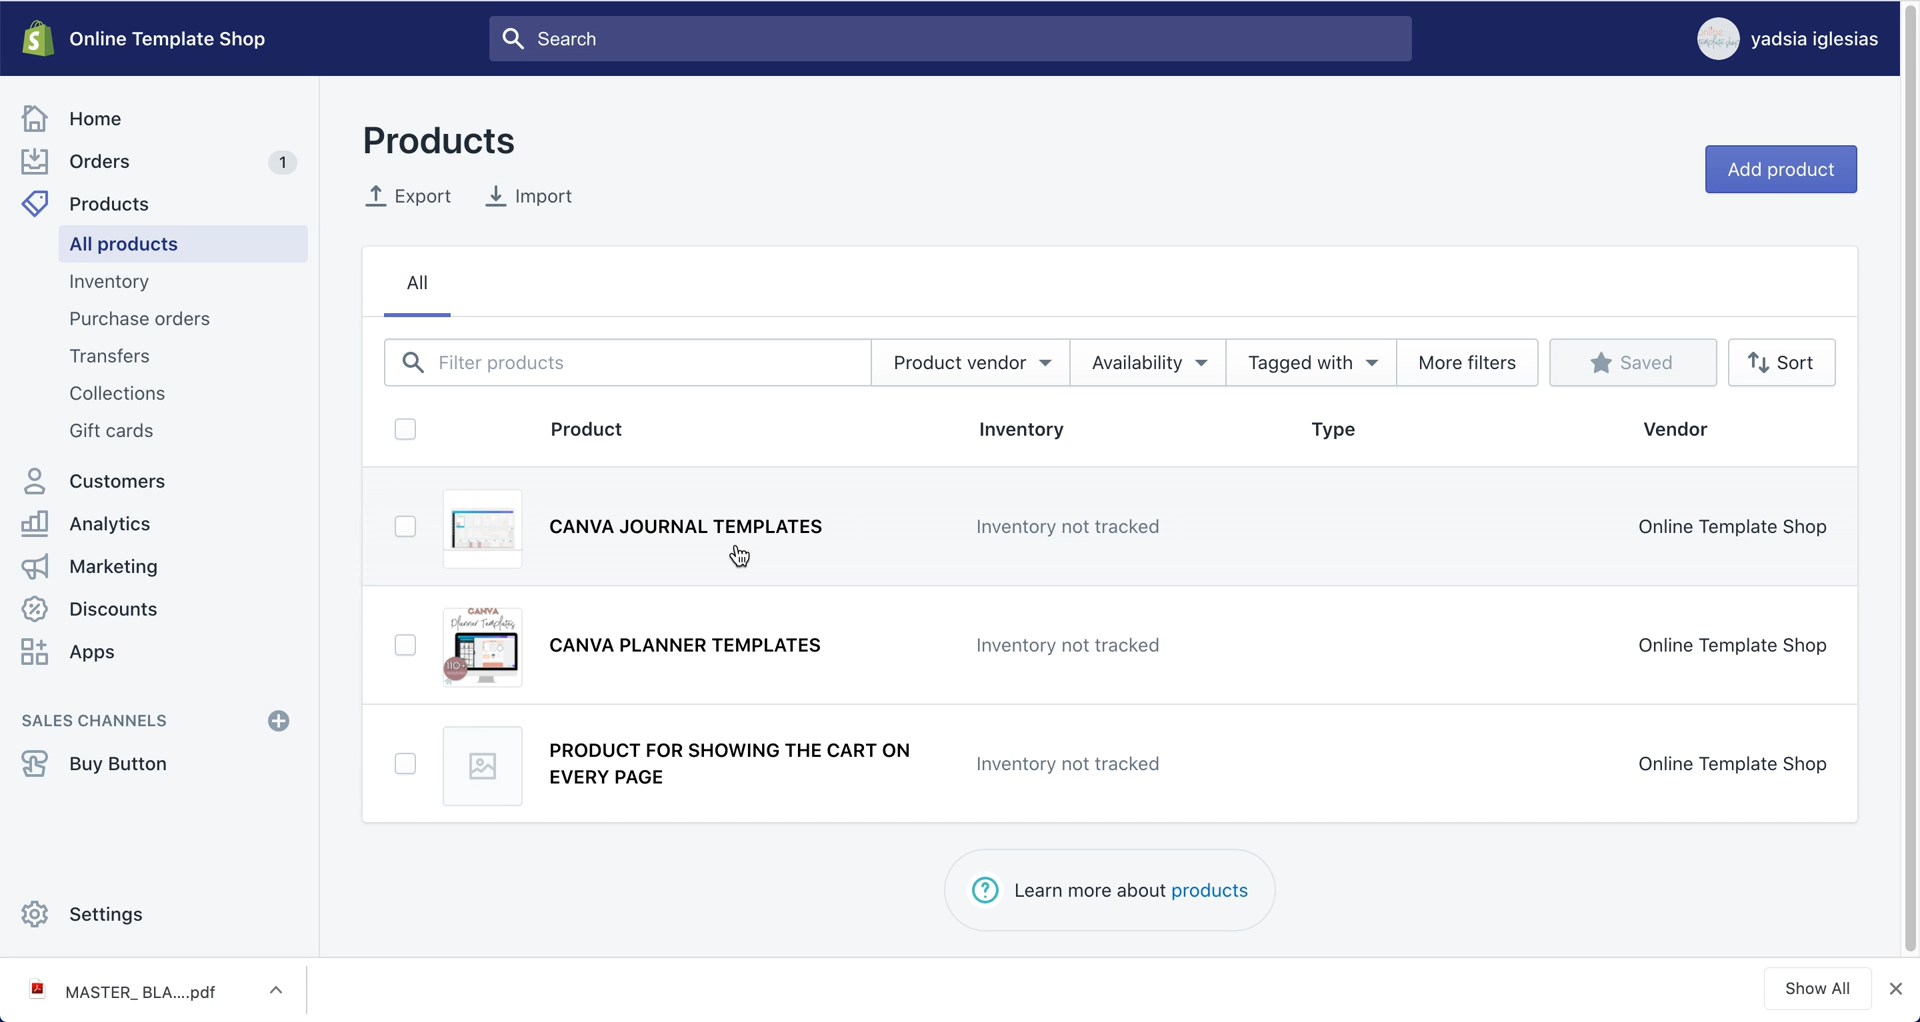 Online Template Shop
Search
yadsia iglesias
Home
Orders 1
Products
All products
Inventory
Purchase orders
Transfers
Collections
Gift cards
Customers
Analytics
Marketing
Discounts
Apps
SALES CHANNELS
Buy Button
Settings
Products
Export Import
Add product
All
Filter products Product vendor Availability Tagged with More filters Saved Sort
Product Inventory Type Vendor
CANVA JOURNAL TEMPLATES Inventory not tracked Online Template Shop
CANVA
Planner Templates
110+
CANVA PLANNER TEMPLATES Inventory not tracked Online Template Shop
PRODUCT FOR SHOWING THE CART ON
EVERY PAGE
Inventory not tracked Online Template Shop
Learn more about products
MASTER_ BLA....pdf
Show All